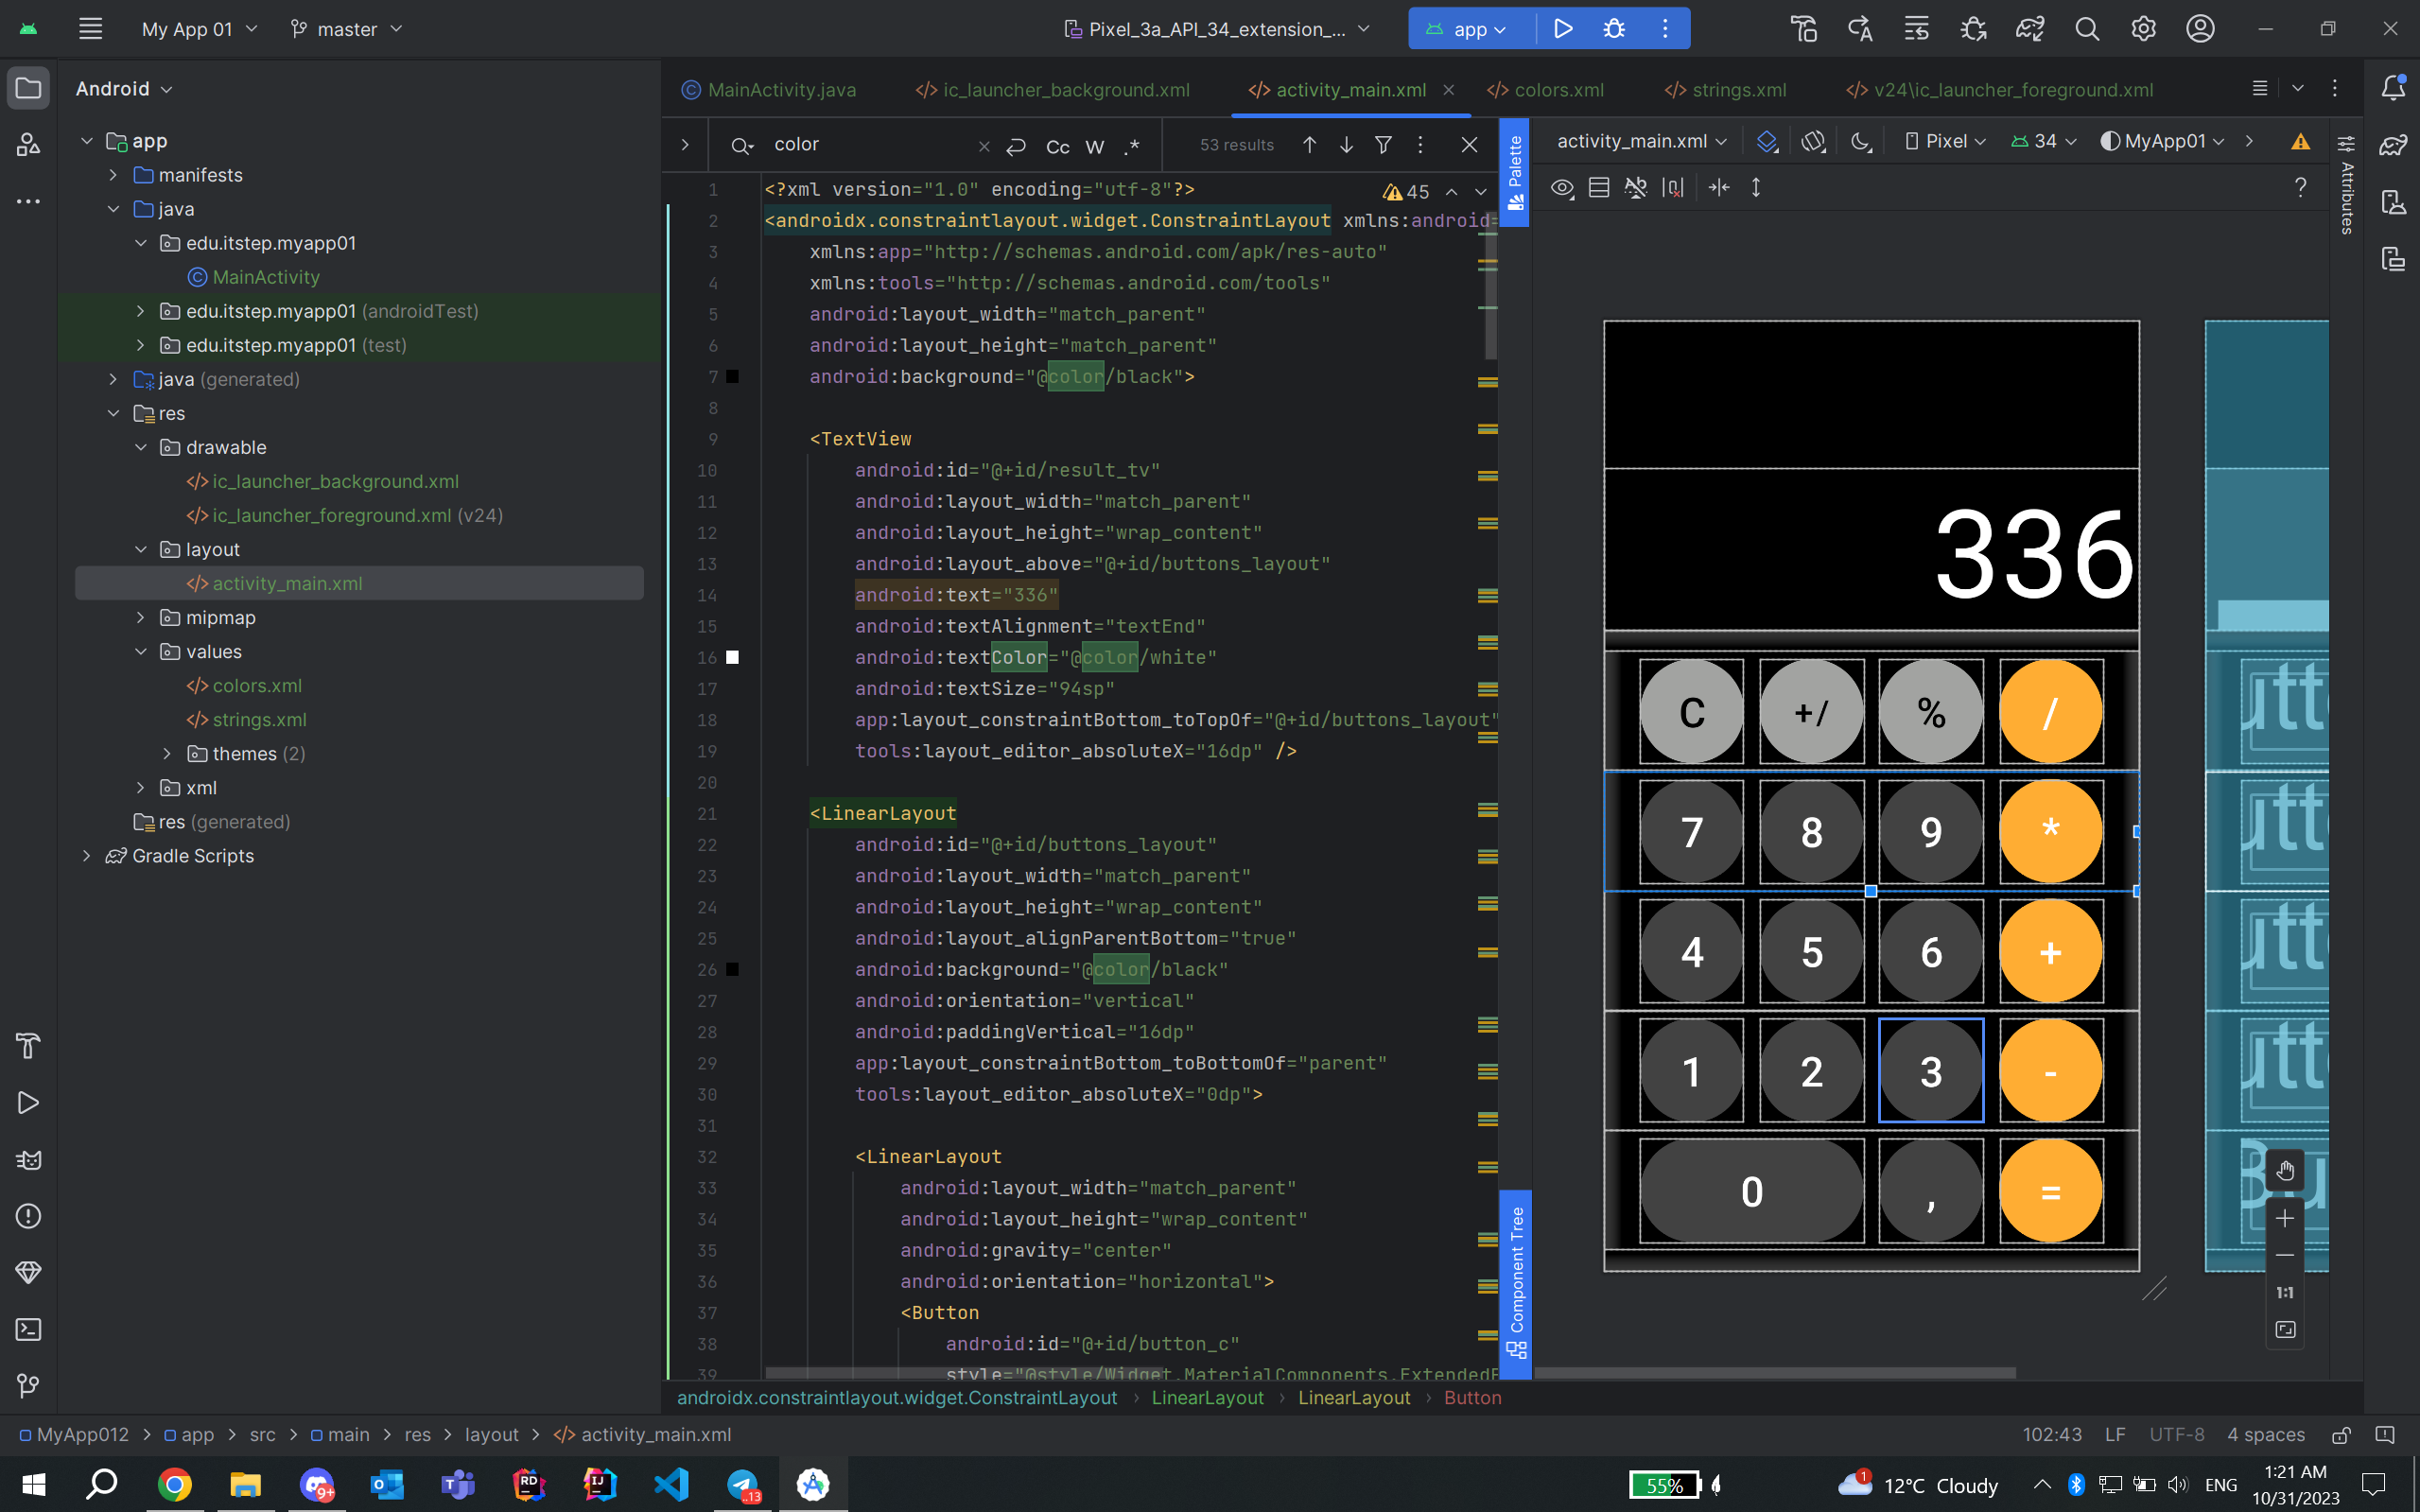 My App 01
master
Pixel_3a_API_34_extension_...
app
Android
app
manifests
java
edu.itstep.myapp01
MainActivity
edu.itstep.myapp01 (androidTest)
edu.itstep.myapp01 (test)
java (generated)
res
drawable
ic_launcher_background.xml
ic_launcher_foreground.xml (v24)
layout
activity_main.xml
mipmap
values
colors.xml
strings.xml
themes (2)
xml
res (generated)
Gradle Scripts
MainActivity.java
ic_launcher_background.xml
activity_main.xml
colors.xml
strings.xml
v24\ic_launcher_foreground.xml
color
Cc W .*
53 results
45
1 <?xml version="1.0" encoding="utf-8"?>
2 <androidx.constraintlayout.widget.ConstraintLayout xmlns:android=
3 xmlns:app="http://schemas.android.com/apk/res-auto"
4 xmlns:tools="http://schemas.android.com/tools"
5 android:layout_width="match_parent"
6 android:layout_height="match_parent"
7 android:background="@color/black">
8
9 <TextView
10 android:id="@+id/result_tv"
11 android:layout_width="match_parent"
12 android:layout_height="wrap_content"
13 android:layout_above="@+id/buttons_layout"
14 android:text="336"
15 android:textAlignment="textEnd"
16 android:textColor="@color/white"
17 android:textSize="94sp"
18 app:layout_constraintBottom_toTopOf="@+id/buttons_layout"
19 tools:layout_editor_absoluteX="16dp" />
20
21 <LinearLayout
22 android:id="@+id/buttons_layout"
23 android:layout_width="match_parent"
24 android:layout_height="wrap_content"
25 android:layout_alignParentBottom="true"
26 android:background="@color/black"
27 android:orientation="vertical"
28 android:paddingVertical="16dp"
29 app:layout_constraintBottom_toBottomOf="parent"
30 tools:layout_editor_absoluteX="0dp">
31
32 <LinearLayout
33 android:layout_width="match_parent"
34 android:layout_height="wrap_content"
35 android:gravity="center"
36 android:orientation="horizontal">
37 <Button
38 android:id="@+id/button_c"
39 style="@style/Widget.MaterialComponents.ExtendedF
androidx.constraintlayout.widget.ConstraintLayout › LinearLayout › LinearLayout › Button
Palette
Component Tree
Attributes
activity_main.xml
Pixel
34
MyApp01
?
336
C +/ % /
7 8 9 *
4 5 6 +
1 2 3 -
0 , =
1:1
MyApp012 > app > src > main > res > layout > activity_main.xml
102:43 LF UTF-8 4 spaces
9+
RD
IJ
13
55%
1
12°C Cloudy
ENG
1:21 AM
10/31/2023